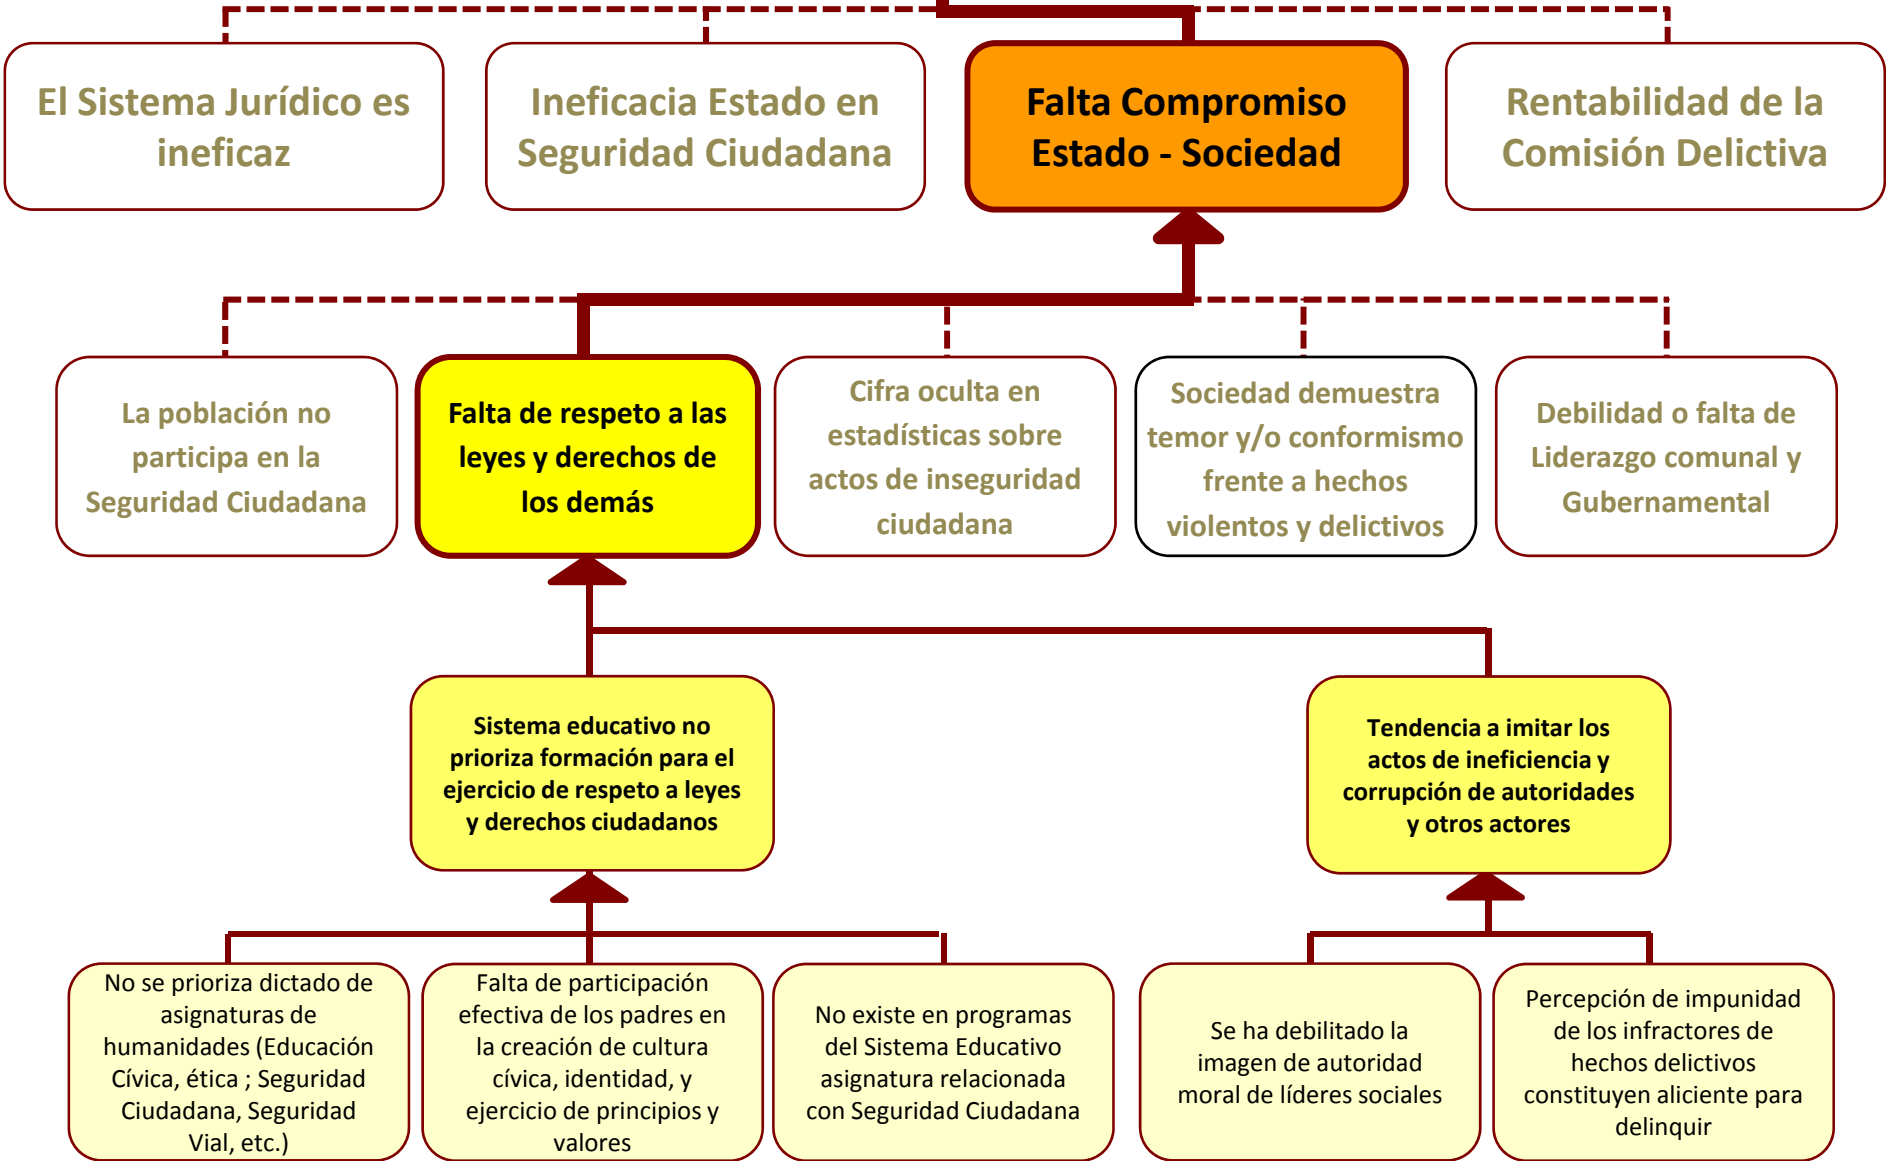 El Sistema Jurídico es
ineficaz
Ineficacia Estado en
Seguridad Ciudadana
Falta Compromiso
Estado - Sociedad
Rentabilidad de la
Comisión Delictiva
La población no
participa en la
Seguridad Ciudadana
Falta de respeto a las
leyes y derechos de
los demás
Cifra oculta en
estadísticas sobre
actos de inseguridad
ciudadana
Sociedad demuestra
temor y/o conformismo
frente a hechos
violentos y delictivos
Debilidad o falta de
Liderazgo comunal y
Gubernamental
Sistema educativo no
prioriza formación para el
ejercicio de respeto a leyes
y derechos ciudadanos
Tendencia a imitar los
actos de ineficiencia y
corrupción de autoridades
y otros actores
No se prioriza dictado de
asignaturas de
humanidades (Educación
Cívica, ética ; Seguridad
Ciudadana, Seguridad
Vial, etc.)
Falta de participación
efectiva de los padres en
la creación de cultura
cívica, identidad, y
ejercicio de principios y
valores
No existe en programas
del Sistema Educativo
asignatura relacionada
con Seguridad Ciudadana
Se ha debilitado la
imagen de autoridad
moral de líderes sociales
Percepción de impunidad
de los infractores de
hechos delictivos
constituyen aliciente para
delinquir